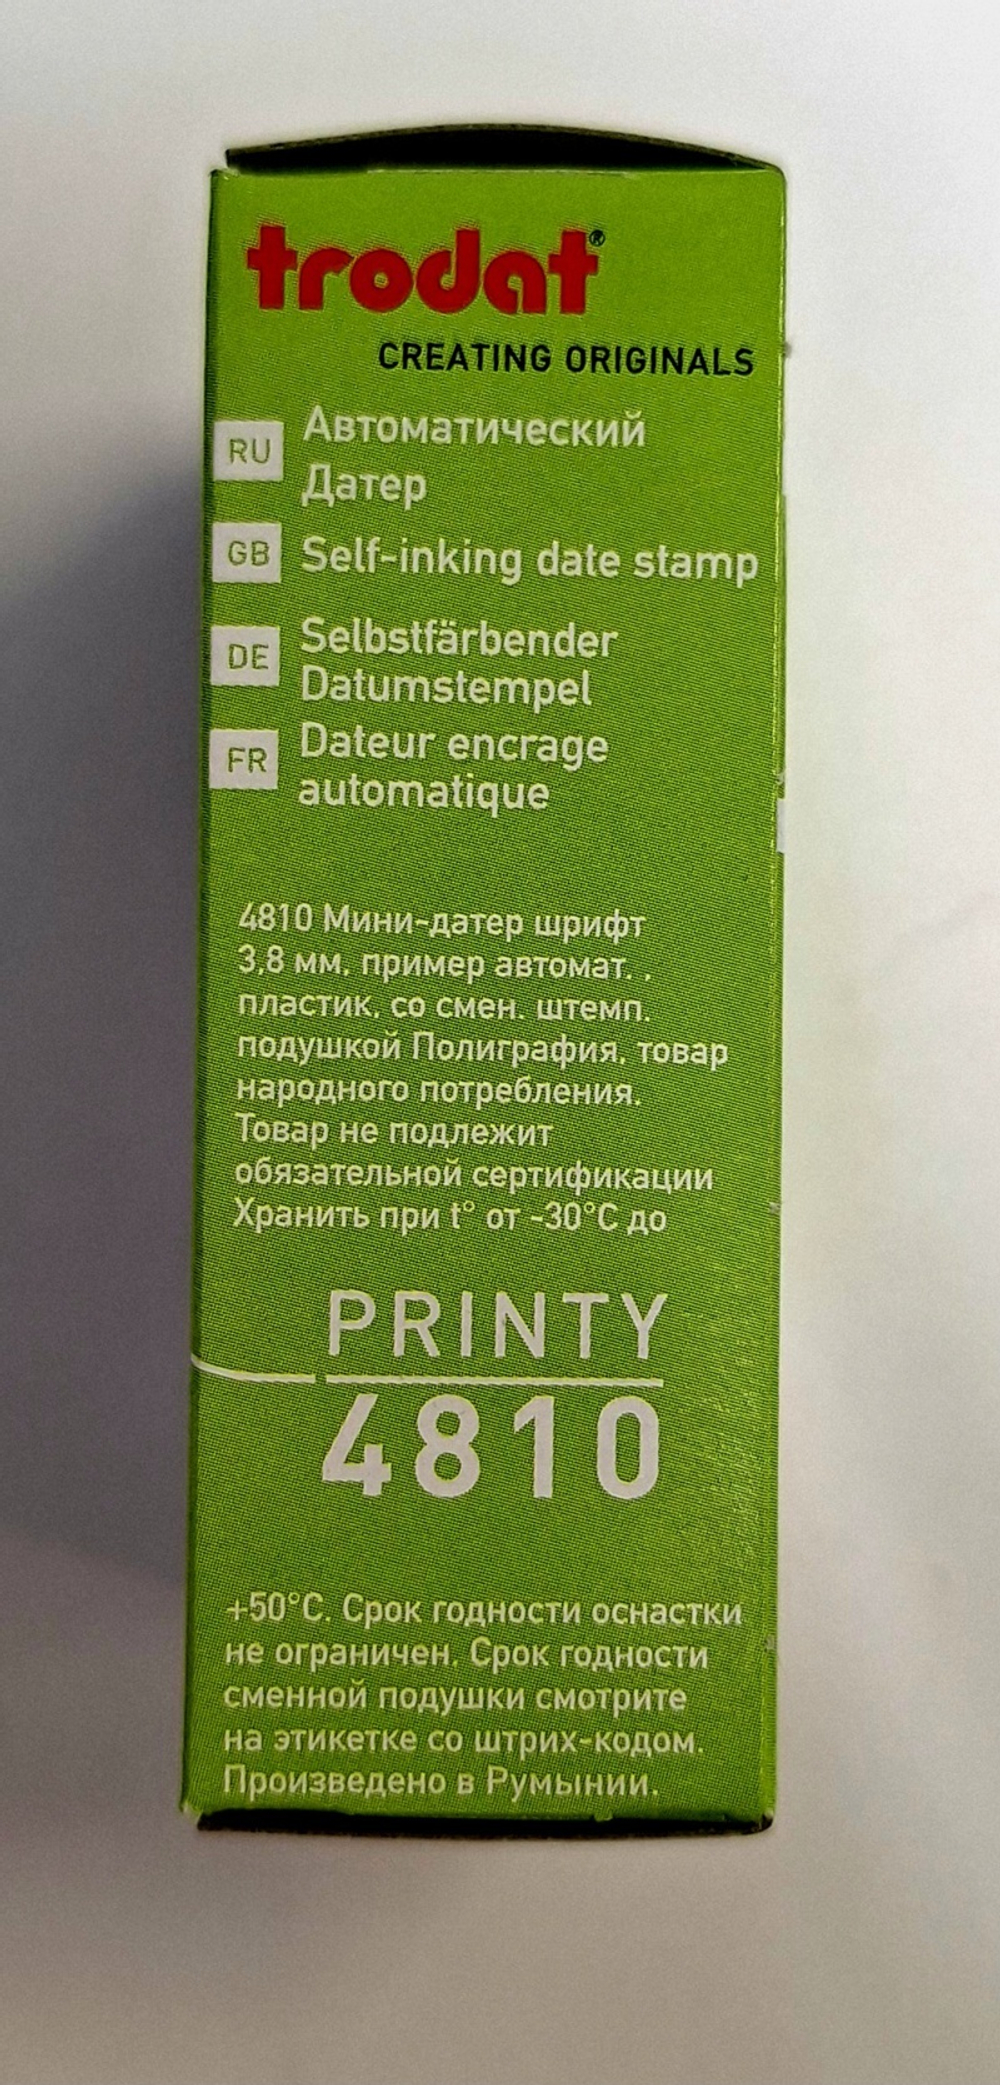 trodat®
CREATING ORIGINALS
RU Автоматический
Датер
GB Self-inking date stamp
DE Selbstfärbender
Datumstempel
FR Dateur encrage
automatique
4810 Мини-датер шрифт
3,8 мм, пример автомат. ,
пластик, со смен. штемп.
подушкой Полиграфия, товар
народного потребления.
Товар не подлежит
обязательной сертификации
Хранить при t° от -30°C до
PRINTY
4810
+50°C. Срок годности оснастки
не ограничен. Срок годности
сменной подушки смотрите
на этикетке со штрих-кодом.
Произведено в Румынии.